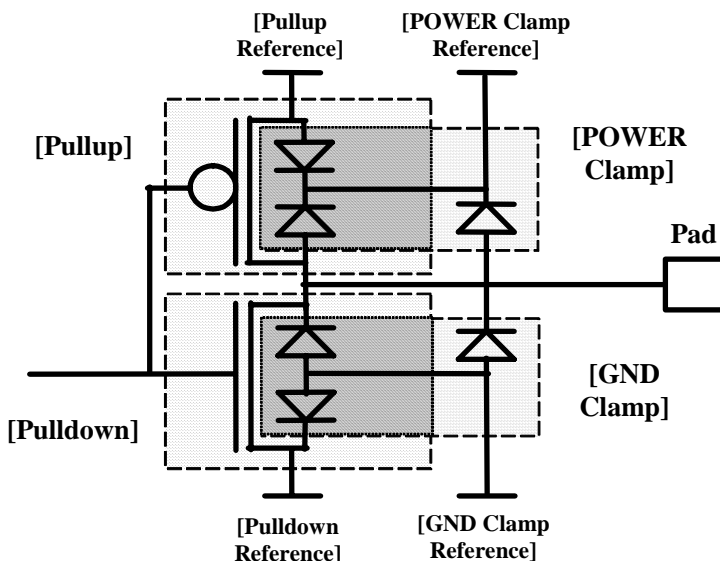 [Pullup
Reference]
[POWER Clamp
Reference]
[Pullup]
[POWER
Clamp]
Pad
[Pulldown]
[GND
Clamp]
[Pulldown
Reference]
[GND Clamp
Reference]